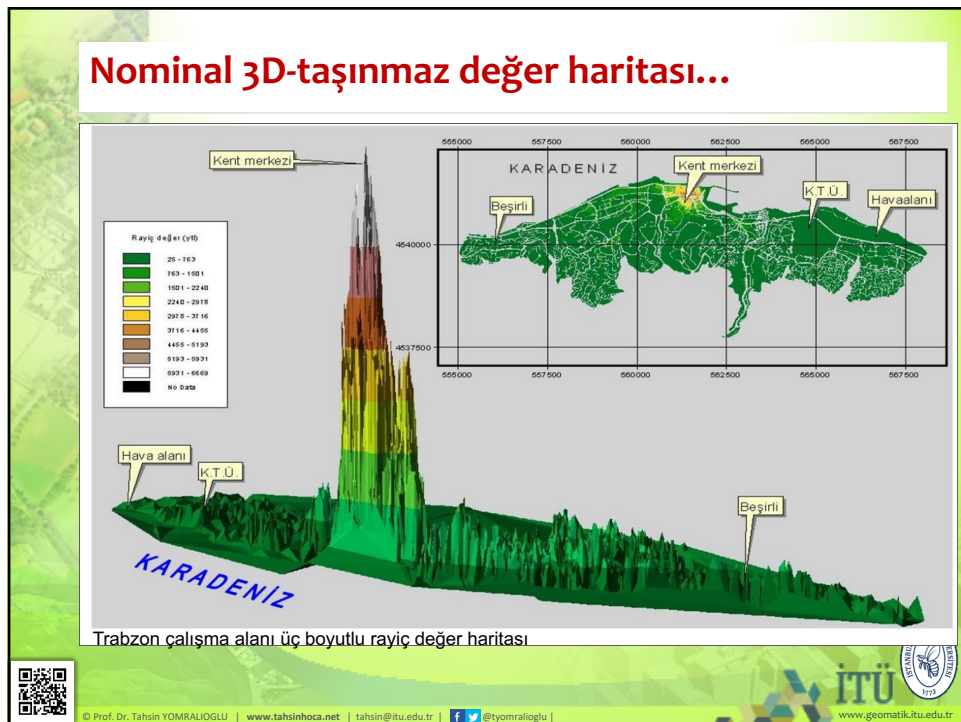 Nominal 3D-taşınmaz değer haritası...
Kent merkezi
Rayiç değer (ytl)
25 - 763
763 - 1501
1501 - 2240
2240 - 2978
2978 - 3716
3716 - 4455
4455 - 5193
5193 - 5931
5931 - 6669
No Data
555000 557500 560000 562500 565000 567500
KARADENİZ
Kent merkezi
Beşirli
K.T.Ü.
Havaalanı
4540000
4537500
555000 557500 560000 562500 565000 567500
Hava alanı
K.T.Ü.
Beşirli
KARADENİZ
Trabzon çalışma alanı üç boyutlu rayiç değer haritası
İTÜ
1773
© Prof. Dr. Tahsin YOMRALIOGLU | www.tahsinhoca.net | tahsin@itu.edu.tr | @tyomralioglu |
www.geomatik.itu.edu.tr